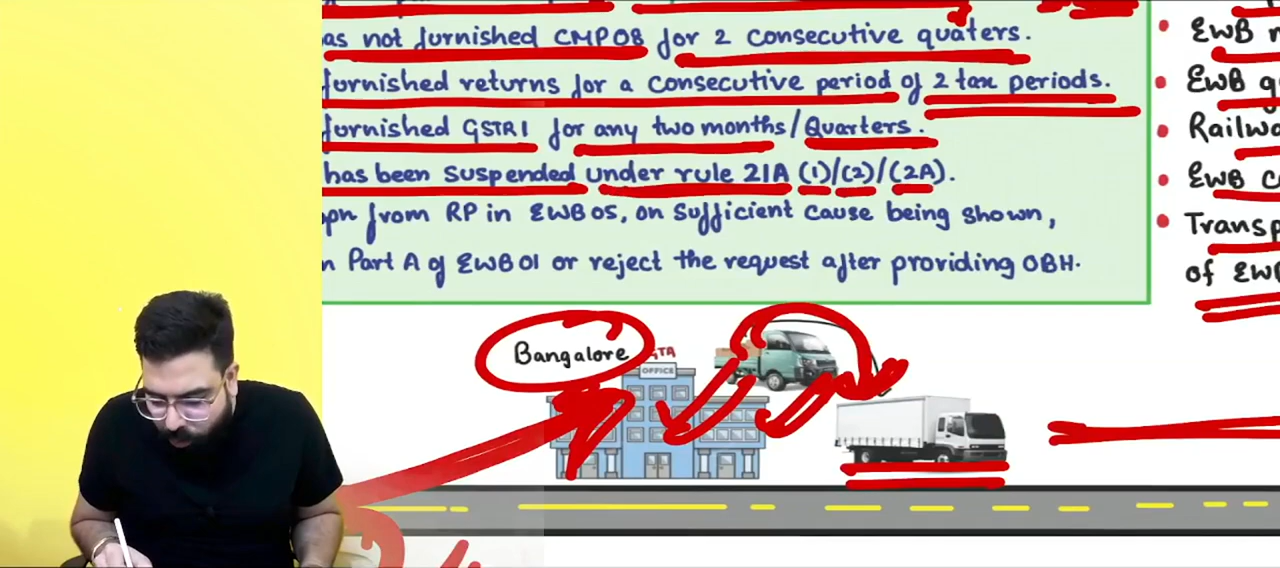 as not furnished CMP08 for 2 consecutive quaters.
furnished returns for a consecutive period of 2 tax periods.
furnished GSTR1 for any two months/Quarters.
has been suspended under rule 21A (1)/(2)/(2A).
pn from RP in EWB05, on sufficient cause being shown,
n Part A of EWB01 or reject the request after providing OBH.
EWB
EWB
Railwa
EWB
Transp
of EWB
Bangalore
GTA
OFFICE